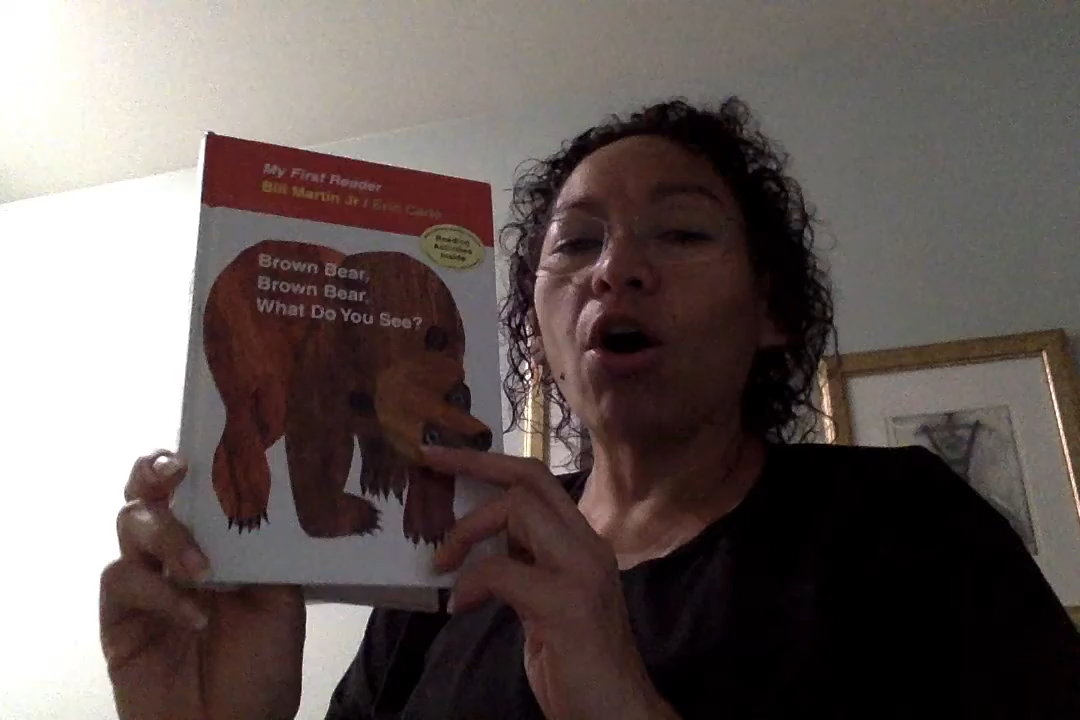 My First Reader
Bill Martin Jr / Eric Carle
Reading
Activities
Inside
Brown Bear,
Brown Bear,
What Do You See?